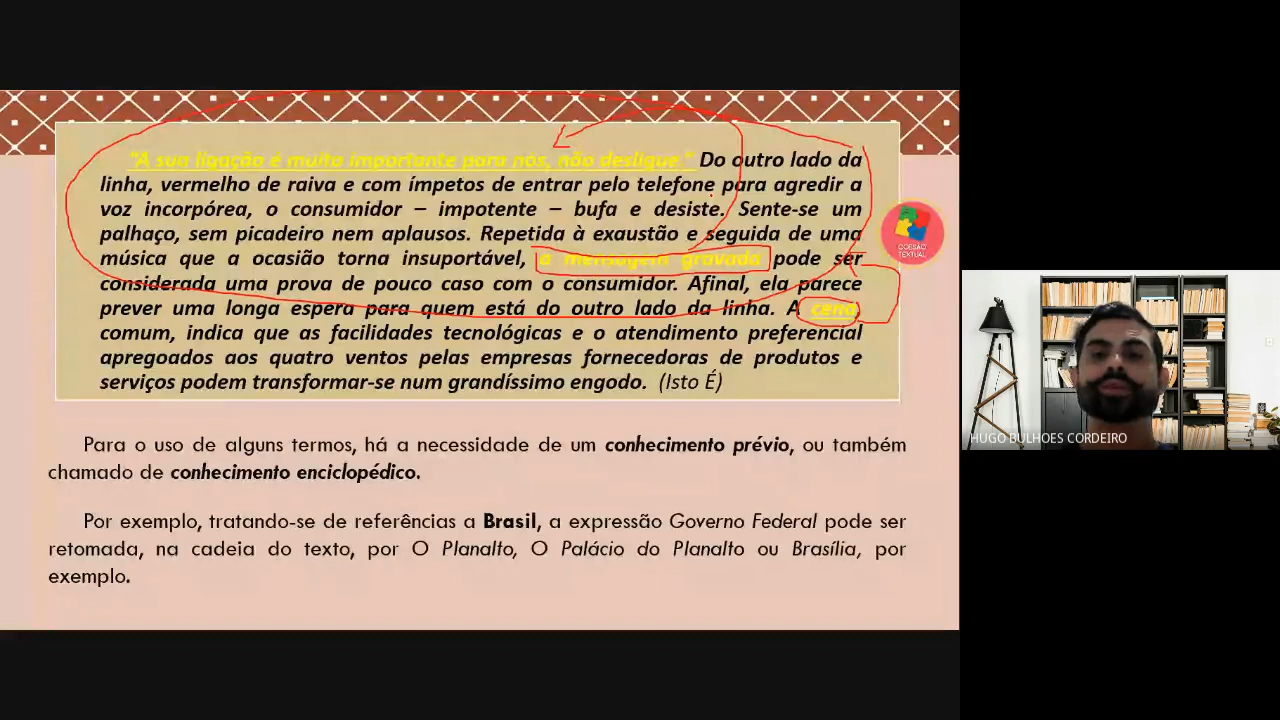 "A sua ligação é muito importante para nós, não desligue." Do outro lado da
linha, vermelho de raiva e com ímpetos de entrar pelo telefone para agredir a
voz incorpórea, o consumidor – impotente – bufa e desiste. Sente-se um
palhaço, sem picadeiro nem aplausos. Repetida à exaustão e seguida de uma
música que a ocasião torna insuportável, a mensagem gravada pode ser
considerada uma prova de pouco caso com o consumidor. Afinal, ela parece
prever uma longa espera para quem está do outro lado da linha. A cena,
comum, indica que as facilidades tecnológicas e o atendimento preferencial
apregoados aos quatro ventos pelas empresas fornecedoras de produtos e
serviços podem transformar-se num grandíssimo engodo. (Isto É)
COESÃO
TEXTUAL
Para o uso de alguns termos, há a necessidade de um conhecimento prévio, ou também
chamado de conhecimento enciclopédico.
Por exemplo, tratando-se de referências a Brasil, a expressão Governo Federal pode ser
retomada, na cadeia do texto, por O Planalto, O Palácio do Planalto ou Brasília, por
exemplo.
HUGO BULHOES CORDEIRO